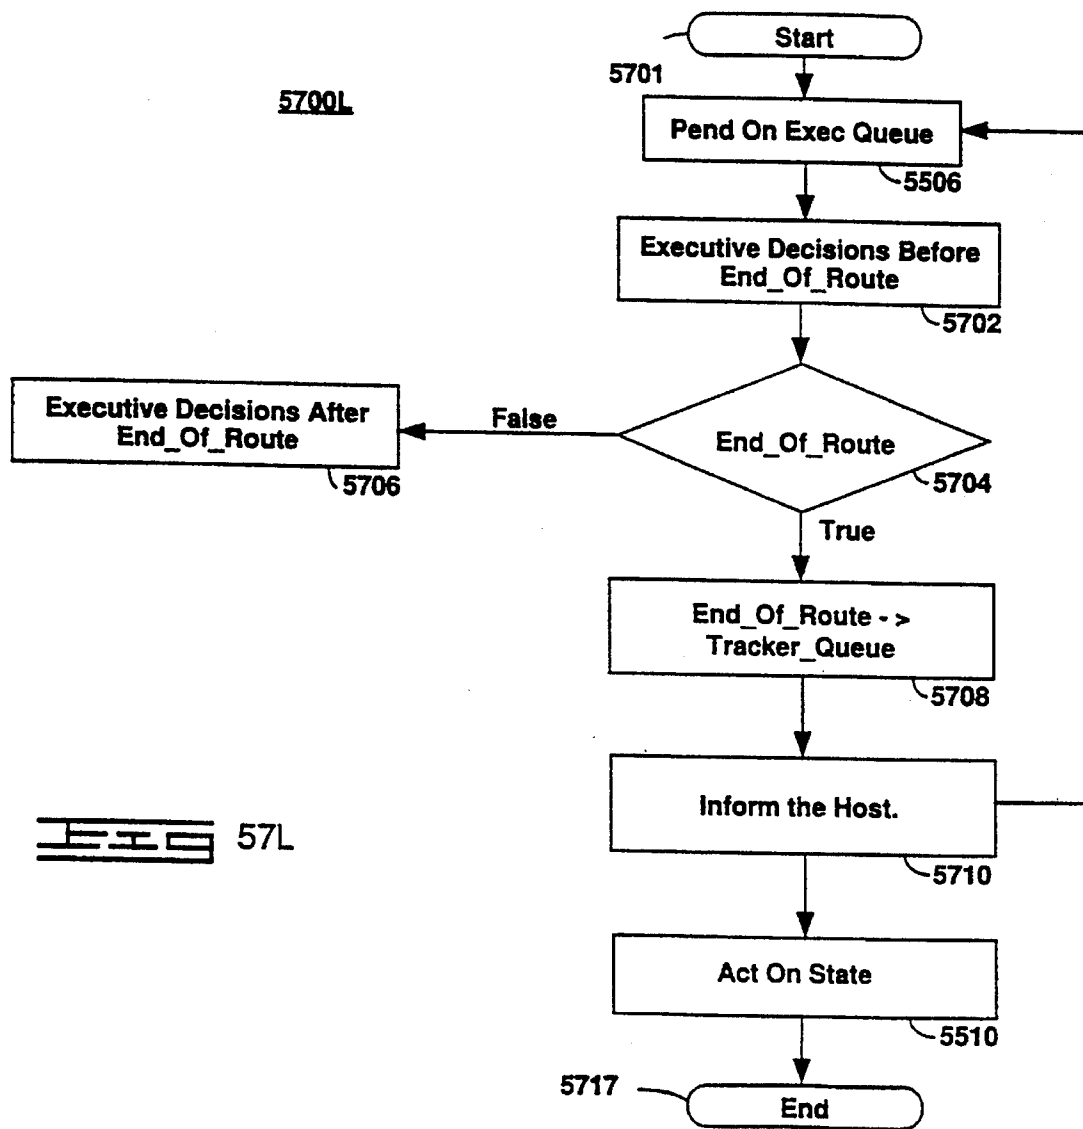 Start
5701
5700L
Pend On Exec Queue
5506
Executive Decisions Before
End_Of_Route
5702
Executive Decisions After
End_Of_Route
5706
False
End_Of_Route
5704
True
End_Of_Route - >
Tracker_Queue
5708
Inform the Host.
5710
57L
Act On State
5510
5717
End